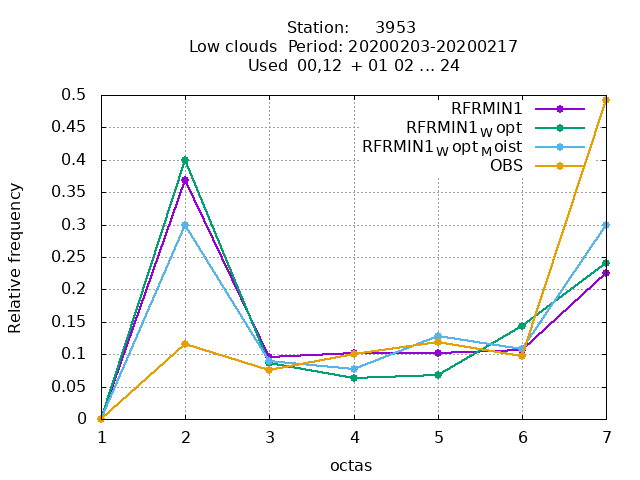 Station: 3953
Low clouds Period: 20200203-20200217
Used 00,12 + 01 02 ... 24
RFRMIN1
RFRMIN1_W opt
RFRMIN1_W opt_M oist
OBS
0.5
0.45
0.4
0.35
0.3
0.25
0.2
0.15
0.1
0.05
0
Relative frequency
1 2 3 4 5 6 7
octas